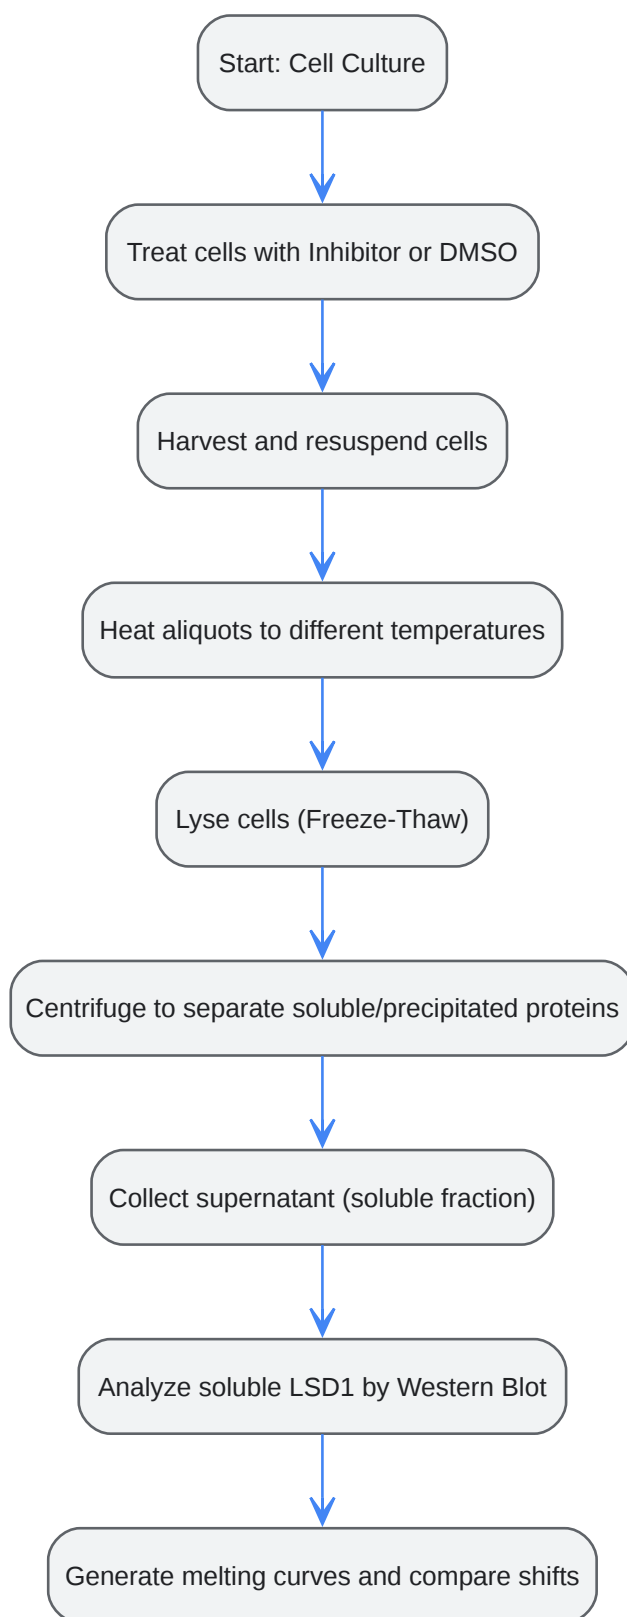 Start: Cell Culture
Treat cells with Inhibitor or DMSO
Harvest and resuspend cells
Heat aliquots to different temperatures
Lyse cells (Freeze-Thaw)
Centrifuge to separate soluble/precipitated proteins
Collect supernatant (soluble fraction)
Analyze soluble LSD1 by Western Blot
Generate melting curves and compare shifts